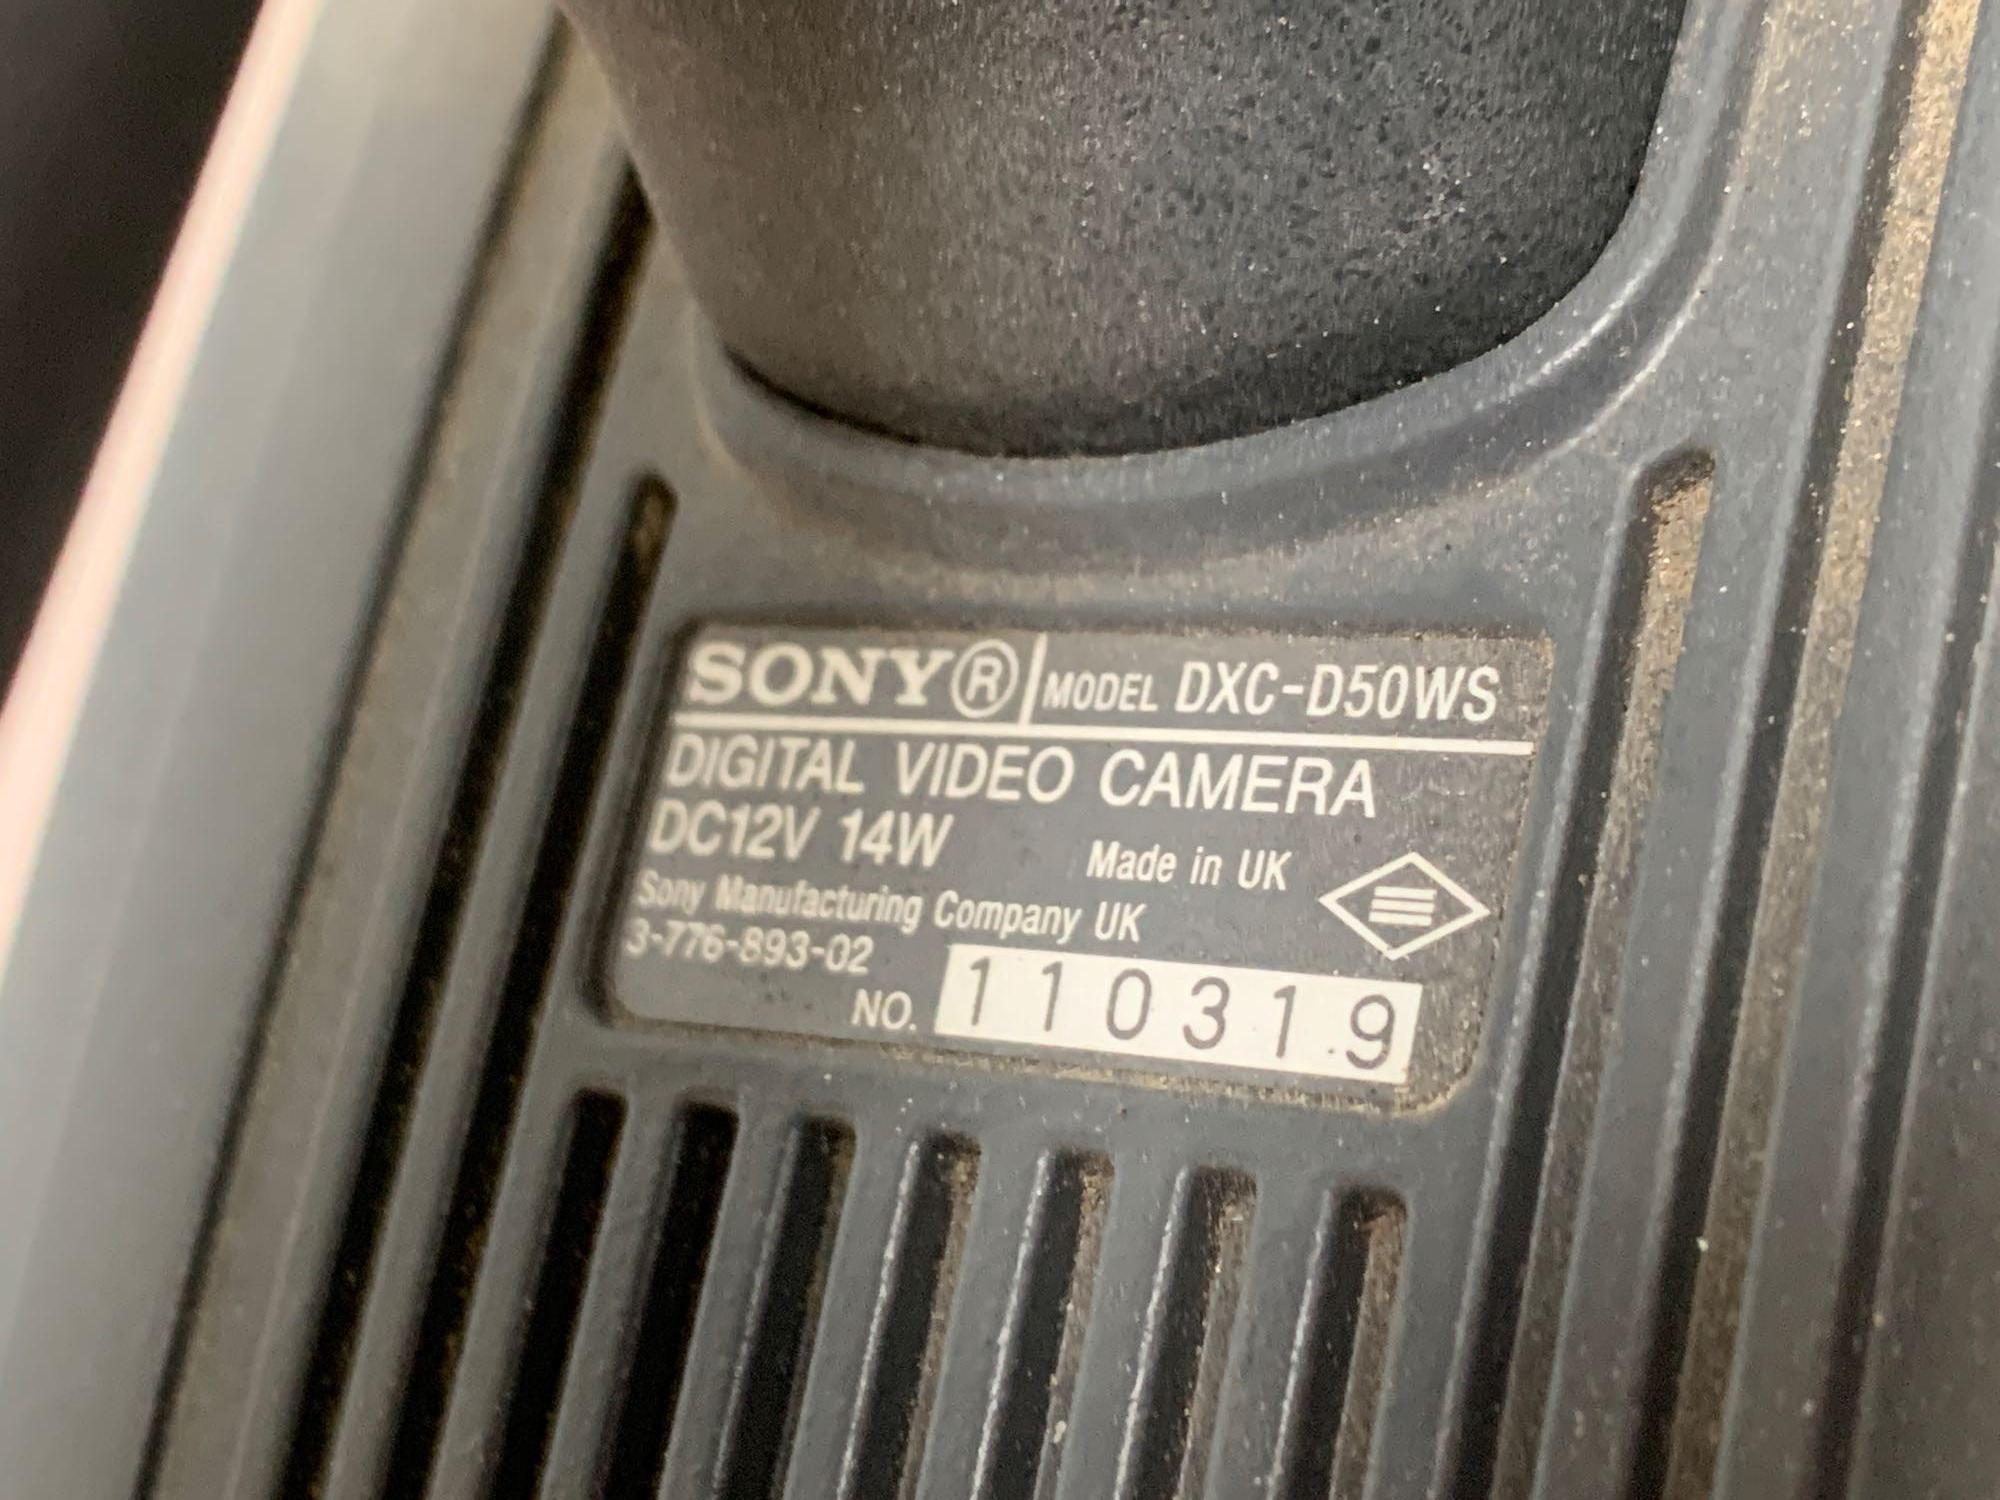 SONY® MODEL DXC-D50WS
DIGITAL VIDEO CAMERA
DC12V 14W
Made in UK
Sony Manufacturing Company UK
3-776-893-02
NO. 110319